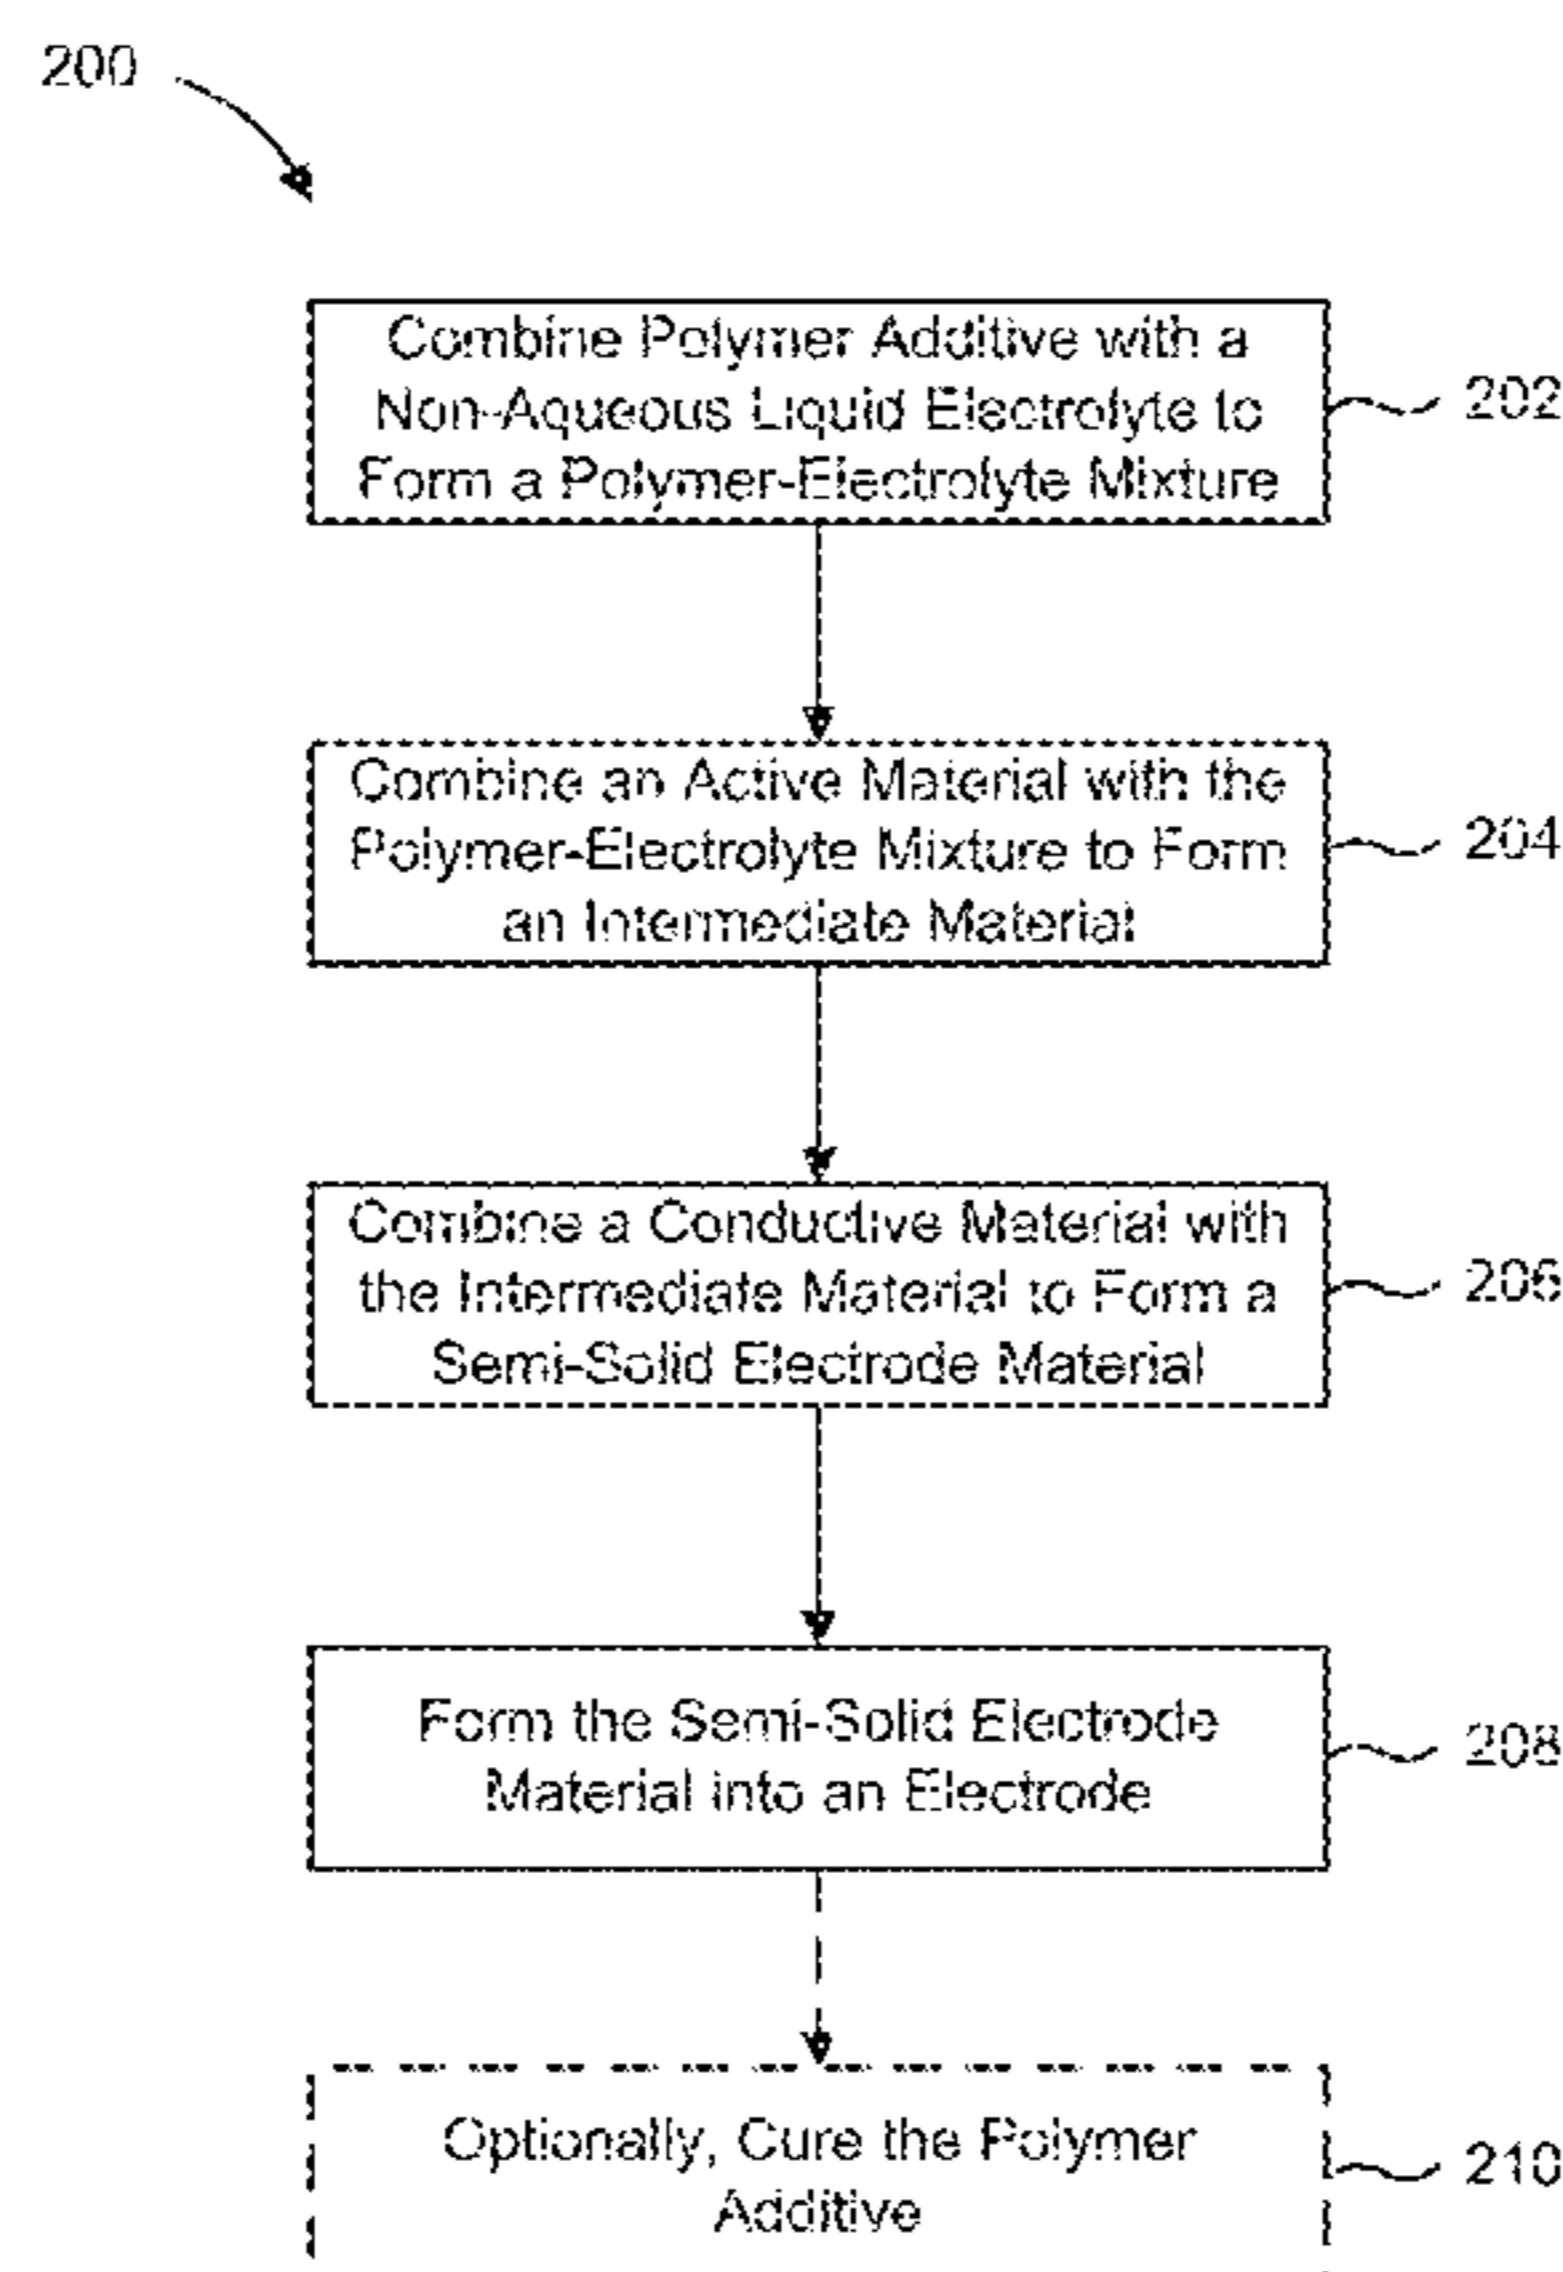 200
Combine Polymer Additive with a
Non-Aqueous Liquid Electrolyte to
Form a Polymer-Electrolyte Mixture
202
Combine an Active Material with the
Polymer-Electrolyte Mixture to Form
an Intermediate Material
204
Combine a Conductive Material with
the Intermediate Material to Form a
Semi-Solid Electrode Material
206
Form the Semi-Solid Electrode
Material into an Electrode
208
Optionally, Cure the Polymer
Additive
210